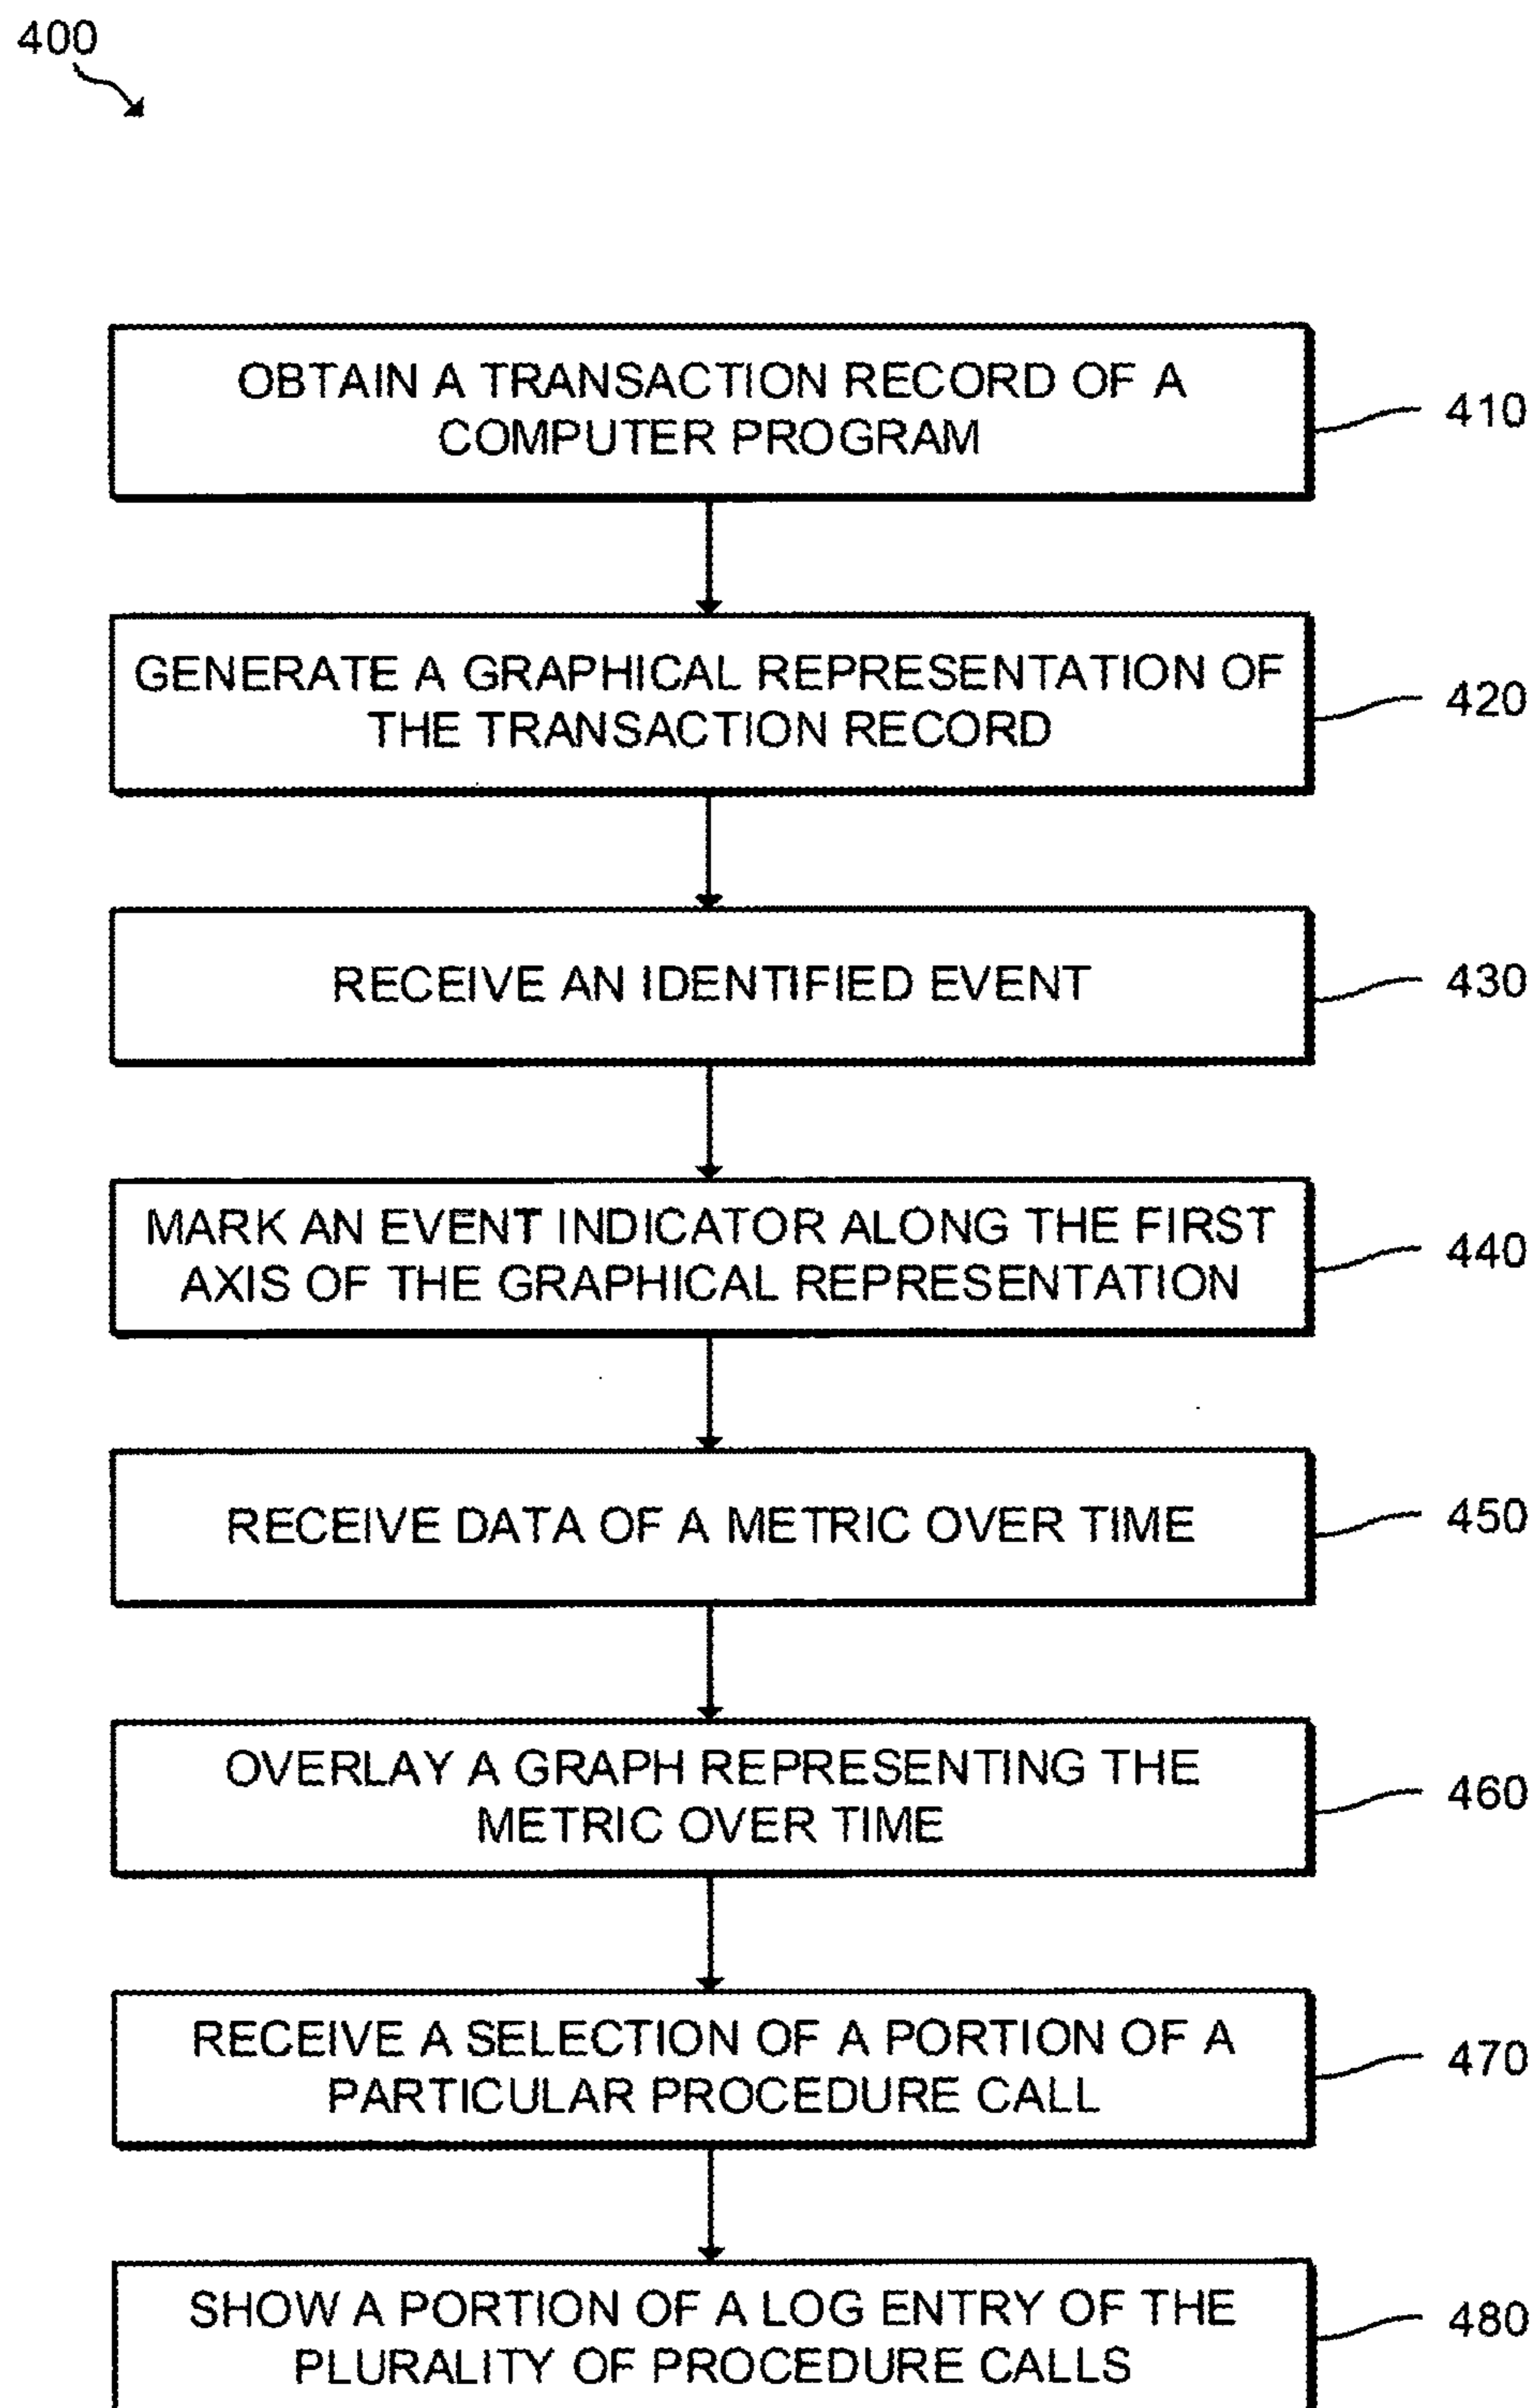 400
OBTAIN A TRANSACTION RECORD OF A
COMPUTER PROGRAM
410
GENERATE A GRAPHICAL REPRESENTATION OF
THE TRANSACTION RECORD
420
RECEIVE AN IDENTIFIED EVENT
430
MARK AN EVENT INDICATOR ALONG THE FIRST
AXIS OF THE GRAPHICAL REPRESENTATION
440
RECEIVE DATA OF A METRIC OVER TIME
450
OVERLAY A GRAPH REPRESENTING THE
METRIC OVER TIME
460
RECEIVE A SELECTION OF A PORTION OF A
PARTICULAR PROCEDURE CALL
470
SHOW A PORTION OF A LOG ENTRY OF THE
PLURALITY OF PROCEDURE CALLS
480